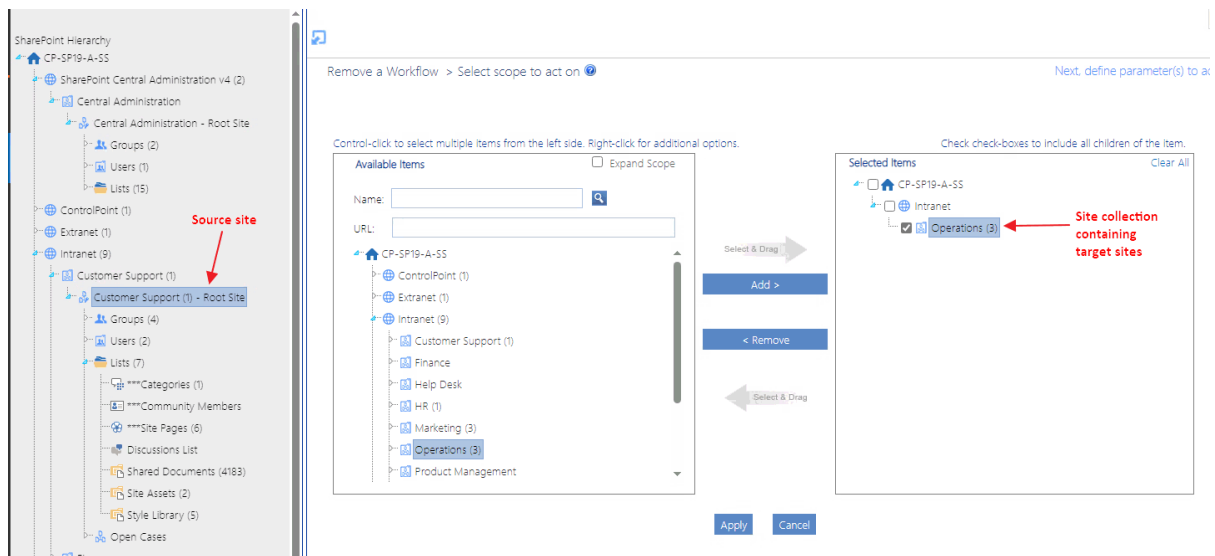 SharePoint Hierarchy
CP-SP19-A-SS
SharePoint Central Administration v4 (2)
Central Administration
Central Administration - Root Site
Groups (2)
Users (1)
Lists (15)
ControlPoint (1)
Extranet (1)
Intranet (9)
Customer Support (1)
Customer Support (1) - Root Site
Groups (4)
Users (2)
Lists (7)
***Categories (1)
***Community Members
***Site Pages (6)
Discussions List
Shared Documents (4183)
Site Assets (2)
Style Library (5)
Open Cases
Source site
Remove a Workflow > Select scope to act on
Next, define parameter(s) to ac
Control-click to select multiple items from the left side. Right-click for additional options.
Check check-boxes to include all children of the item.
Available Items
Expand Scope
Name:
URL:
CP-SP19-A-SS
ControlPoint (1)
Extranet (1)
Intranet (9)
Customer Support (1)
Finance
Help Desk
HR (1)
Marketing (3)
Operations (3)
Product Management
Select & Drag
Add >
< Remove
Select & Drag
Selected Items
Clear All
CP-SP19-A-SS
Intranet
Operations (3)
Site collection
containing
target sites
Apply
Cancel